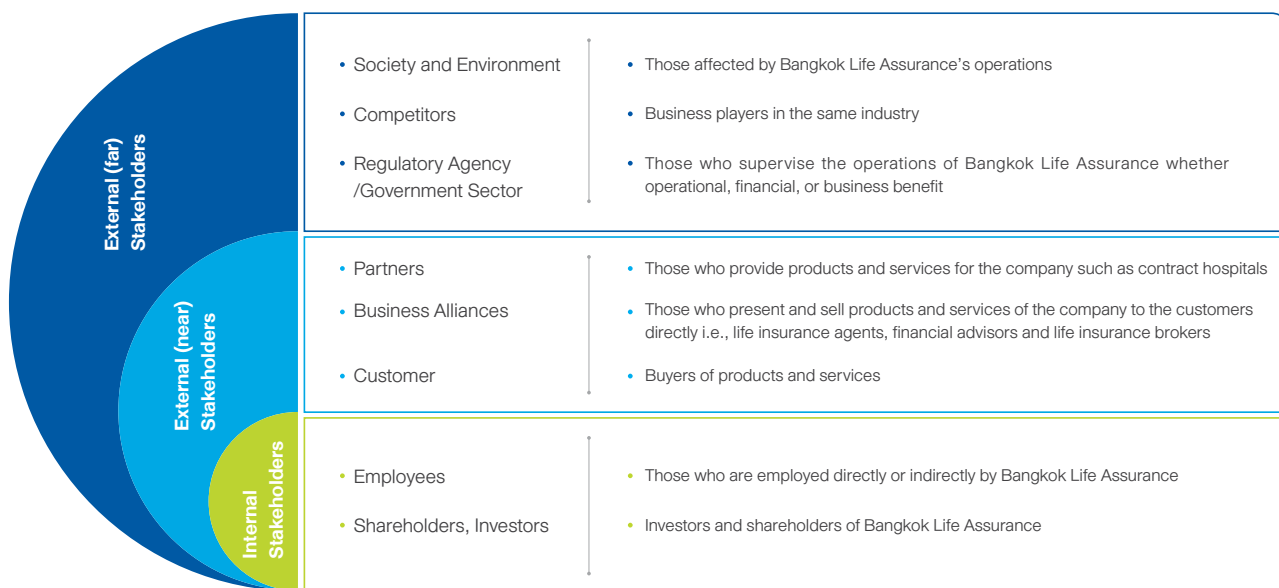 External (far)
Stakeholders
• Society and Environment
• Those affected by Bangkok Life Assurance's operations
• Competitors
• Business players in the same industry
• Regulatory Agency
/Government Sector
• Those who supervise the operations of Bangkok Life Assurance whether
operational, financial, or business benefit
External (near)
Stakeholders
• Partners
• Those who provide products and services for the company such as contract hospitals
• Business Alliances
• Those who present and sell products and services of the company to the customers
directly i.e., life insurance agents, financial advisors and life insurance brokers
• Customer
• Buyers of products and services
Internal
Stakeholders
• Employees
• Those who are employed directly or indirectly by Bangkok Life Assurance
• Shareholders, Investors
• Investors and shareholders of Bangkok Life Assurance